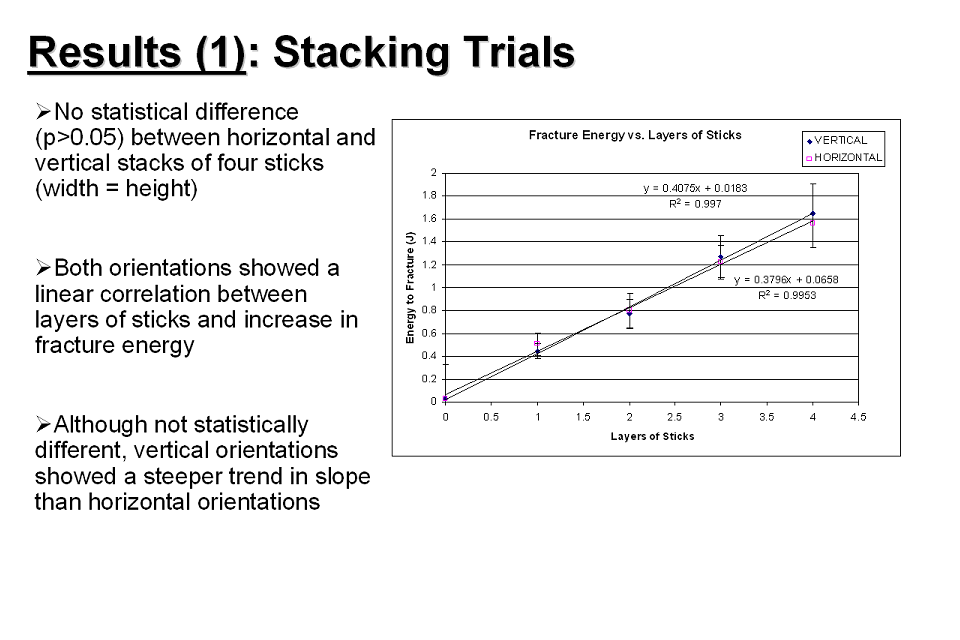 Results (1): Stacking Trials
➢No statistical difference
(p>0.05) between horizontal and
vertical stacks of four sticks
(width = height)
➢Both orientations showed a
linear correlation between
layers of sticks and increase in
fracture energy
➢Although not statistically
different, vertical orientations
showed a steeper trend in slope
than horizontal orientations
Fracture Energy vs. Layers of Sticks
VERTICAL
HORIZONTAL
y = 0.4075x + 0.0183
R² = 0.997
y = 0.3796x + 0.0658
R² = 0.9953
Energy to Fracture (J)
2
1.8
1.6
1.4
1.2
1
0.8
0.6
0.4
0.2
0
0 0.5 1 1.5 2 2.5 3 3.5 4 4.5
Layers of Sticks